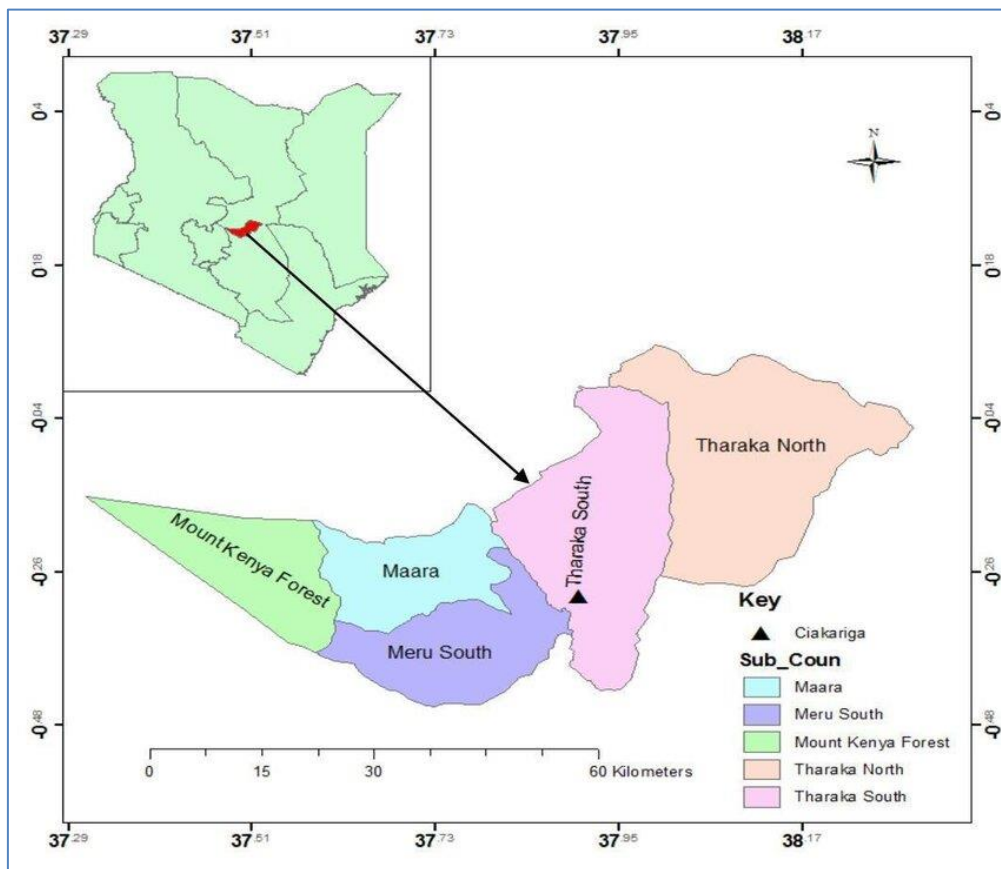 37.29 37.51 37.73 37.95 38.17
N
0.4 0.4
0.18 0.18
-0.04 -0.04
Tharaka North
Tharaka South
Mount Kenya Forest
Maara
-0.26 -0.26
Meru South
Key
Ciakariga
Sub_Coun
Maara
Meru South
Mount Kenya Forest
Tharaka North
Tharaka South
-0.48 -0.48
0 15 30 60 Kilometers
37.29 37.51 37.73 37.95 38.17